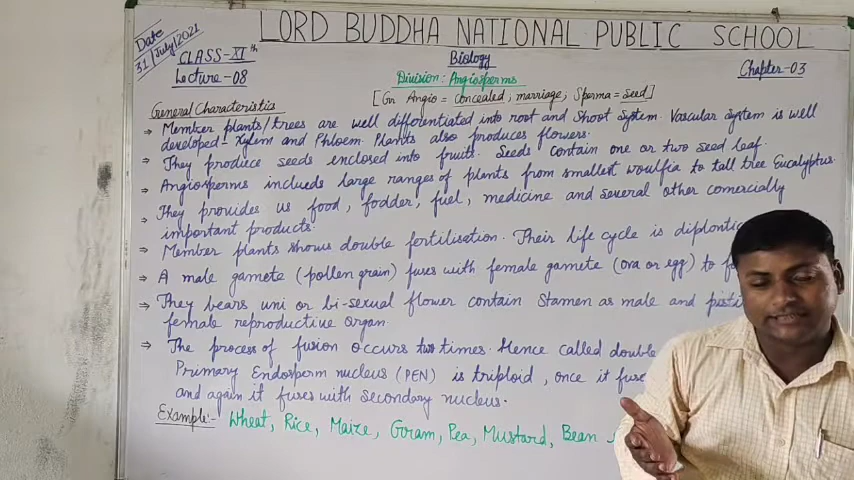 LORD BUDDHA NATIONAL PUBLIC SCHOOL
Date
31/July/2021
CLASS-XIth
Biology
Lecture-08
Division: Angiosperms
Chapter-03
[Gr Angio = concealed, marriage; Sperma = seed]
General Characteristics
→ Member plants/trees are well differentiated into root and Shoot System. Vascular System is well
developed: Xylem and Phloem. Plants also produces flowers.
→ They produce seeds enclosed into fruits. Seeds contain one or two seed leaf.
→ Angiosperms inclueds large ranges of plants from smallest woulfia to tall tree Eucalyptus.
→ They provides us food, fodder, fuel, medicine and several other comercially
important products.
→ Member plants shows double fertilisation. Their life cycle is diplontic
→ A male gamete (pollen grain) fuses with female gamete (ova or egg) to
→ They bears uni or bi-sexual flower contain Stamen as male and
female reproductive organ.
→ The process of fusion occurs two times. Hence called double
Primary Endosperm nucleus (PEN) is triploid, once it fuse
and again it fuses with secondary nucleus.
Example:- Wheat, Rice, Maize, Goram, Pea, Mustard, Bean